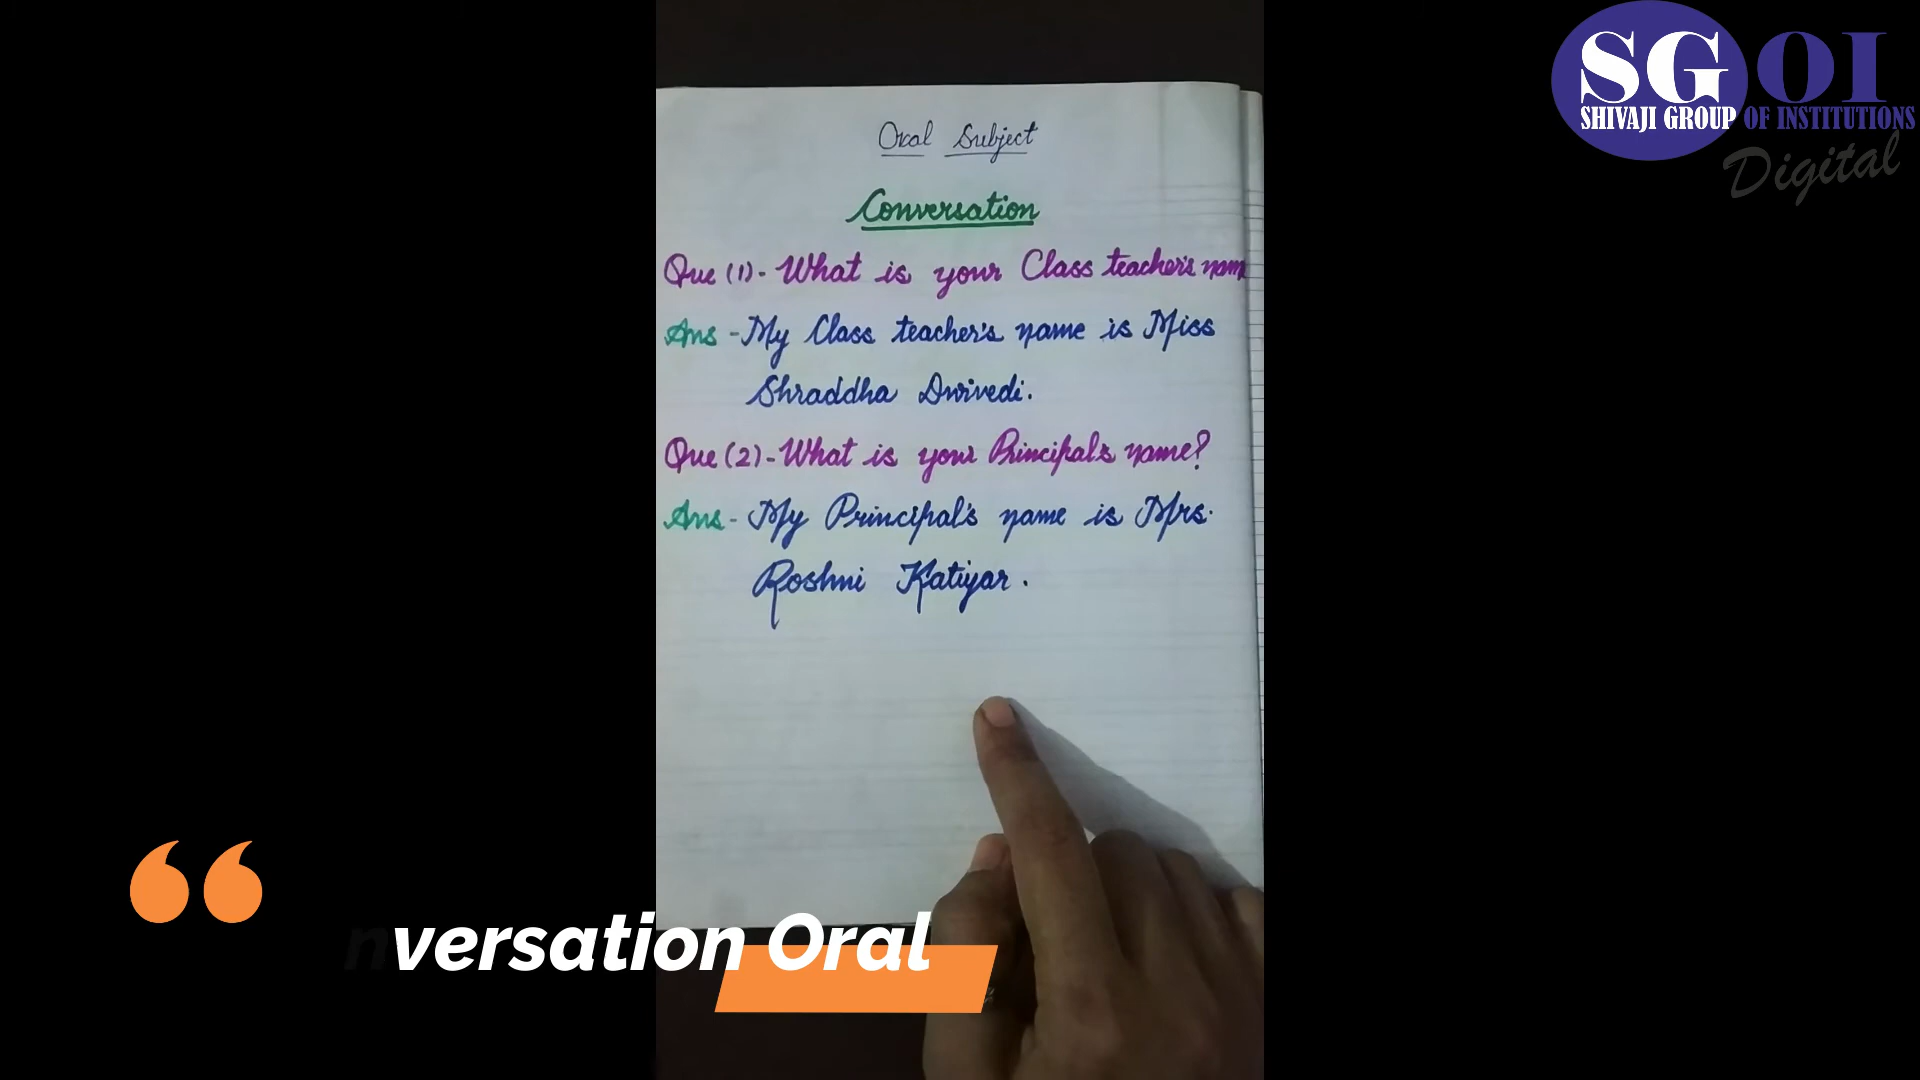 SGOI
SHIVAJI GROUP OF INSTITUTIONS
Digital
Oral Subject
Conversation
Que (1)- What is your Class teacher's nam
Ans - My Class teacher's name is Miss
Shraddha Dwivedi.
Que (2)- What is your Principal's name?
Ans - My Principal's name is Mrs.
Roshni Katiyar.
nversation Oral